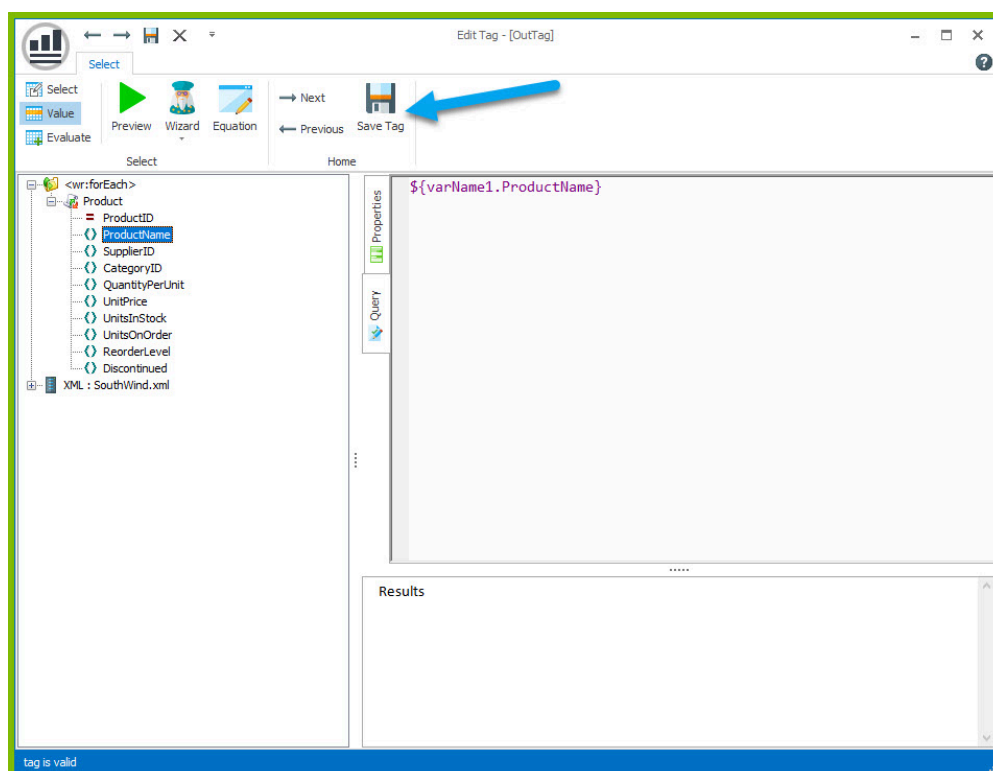 Edit Tag - [OutTag]
Select
Select
Value
Evaluate
Preview
Wizard
Equation
Next
Previous
Save Tag
Select
Home
<wr:forEach>
Product
ProductID
ProductName
SupplierID
CategoryID
QuantityPerUnit
UnitPrice
UnitsInStock
UnitsOnOrder
ReorderLevel
Discontinued
XML : SouthWind.xml
Properties
Query
${varName1.ProductName}
Results
tag is valid